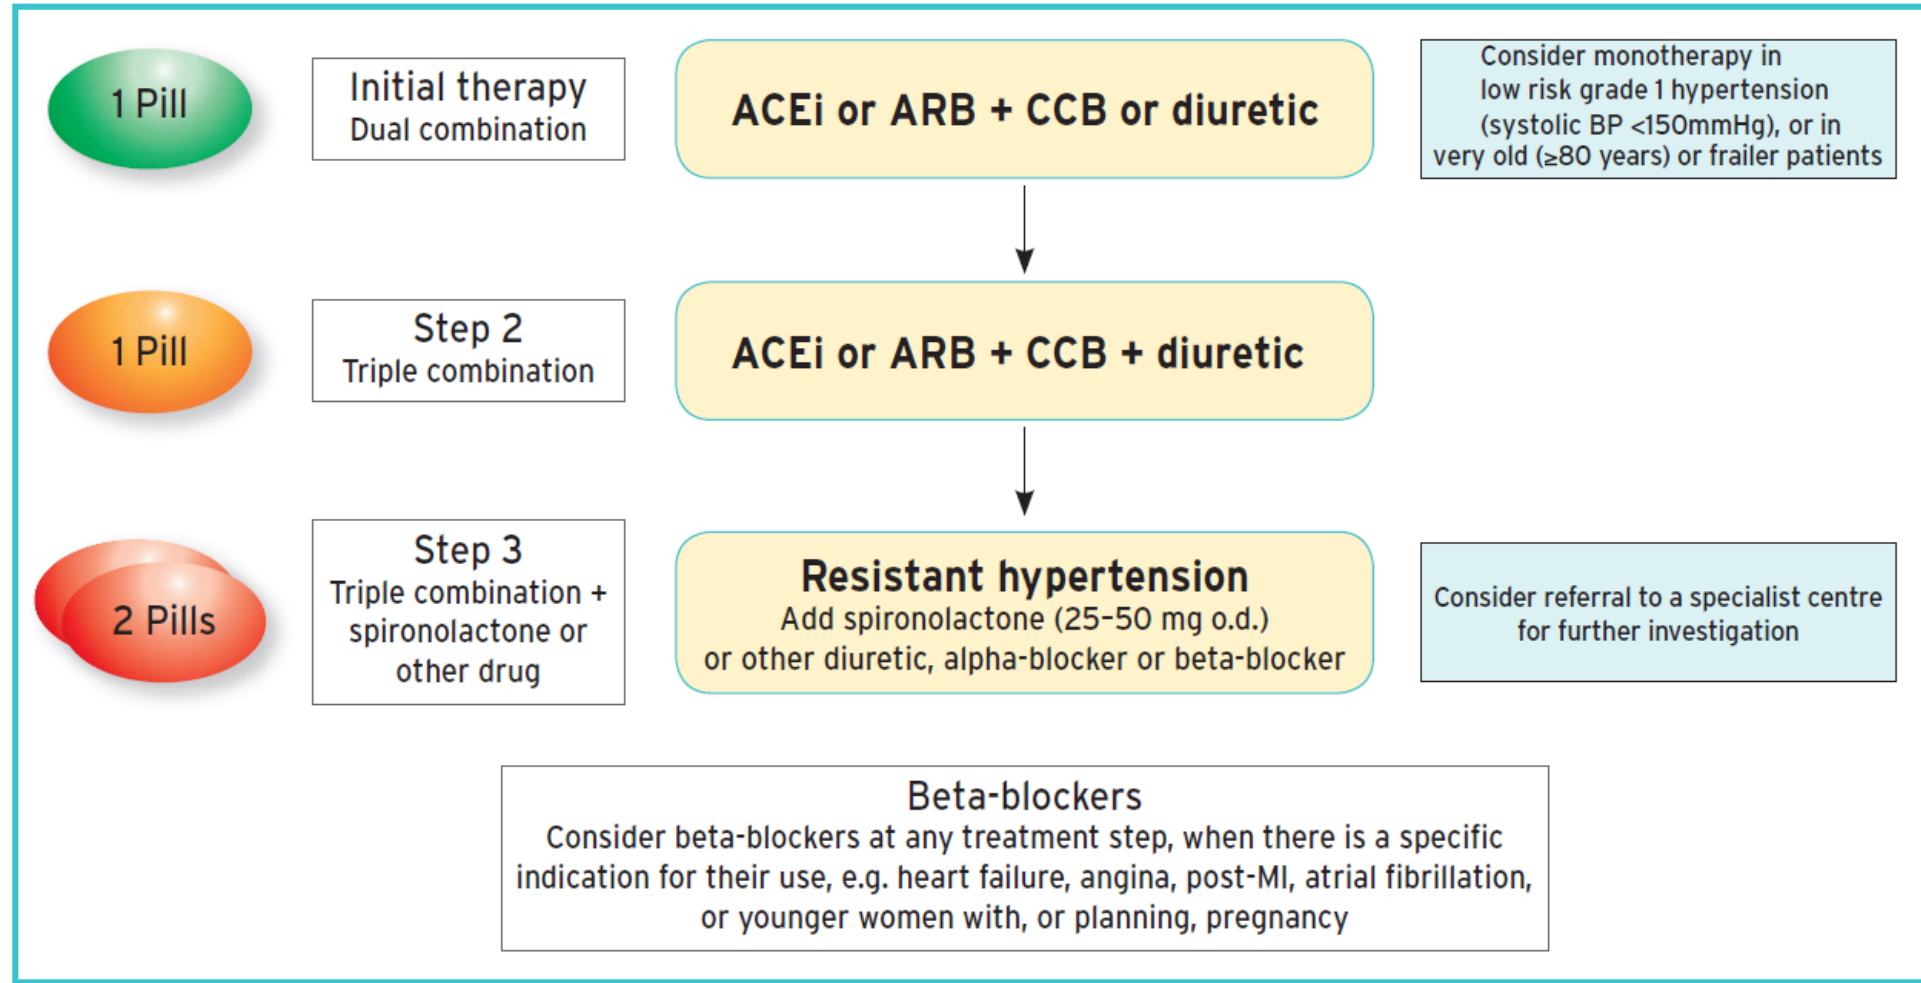 1 Pill
Initial therapy
Dual combination
ACEi or ARB + CCB or diuretic
Consider monotherapy in
low risk grade 1 hypertension
(systolic BP <150mmHg), or in
very old (≥80 years) or frailer patients
1 Pill
Step 2
Triple combination
ACEi or ARB + CCB + diuretic
2 Pills
Step 3
Triple combination +
spironolactone or
other drug
Resistant hypertension
Add spironolactone (25–50 mg o.d.)
or other diuretic, alpha-blocker or beta-blocker
Consider referral to a specialist centre
for further investigation
Beta-blockers
Consider beta-blockers at any treatment step, when there is a specific
indication for their use, e.g. heart failure, angina, post-MI, atrial fibrillation,
or younger women with, or planning, pregnancy